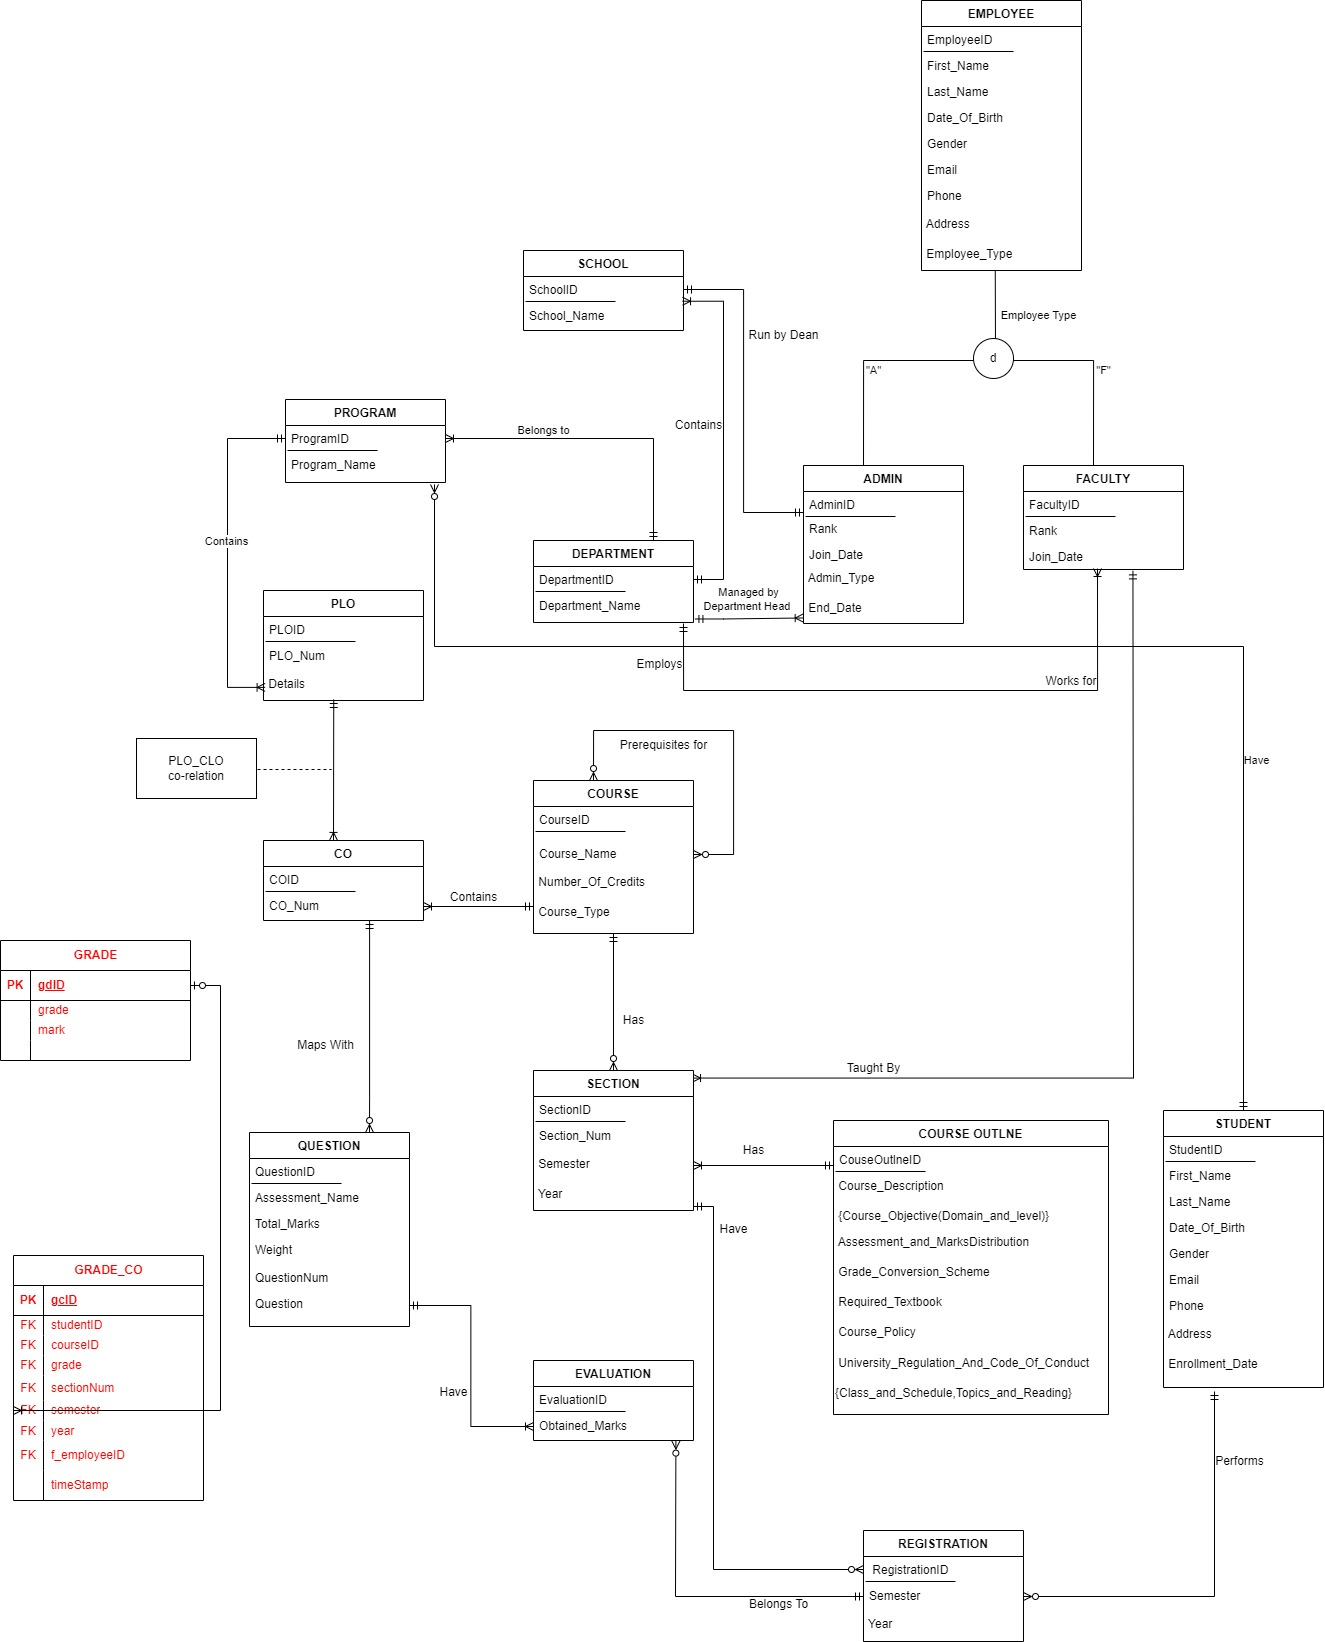 EMPLOYEE
EmployeeID
First_Name
Last_Name
Date_Of_Birth
Gender
Email
Phone
Address
Employee_Type
Employee Type
d
"A"
"F"
SCHOOL
SchoolID
School_Name
Run by Dean
Contains
PROGRAM
ProgramID
Program_Name
Belongs to
Contains
ADMIN
AdminID
Rank
Join_Date
Admin_Type
End_Date
FACULTY
FacultyID
Rank
Join_Date
DEPARTMENT
DepartmentID
Department_Name
Managed by
Department Head
Employs
Works for
PLO
PLOID
PLO_Num
Details
PLO_CLO
co-relation
Prerequisites for
Have
COURSE
CourseID
Course_Name
Number_Of_Credits
Course_Type
CO
COID
CO_Num
Contains
GRADE
PK
gdID
grade
mark
Maps With
Has
Taught By
SECTION
SectionID
Section_Num
Semester
Year
Has
Have
COURSE OUTLNE
CouseOutlneID
Course_Description
{Course_Objective(Domain_and_level)}
Assessment_and_MarksDistribution
Grade_Conversion_Scheme
Required_Textbook
Course_Policy
University_Regulation_And_Code_Of_Conduct
{Class_and_Schedule,Topics_and_Reading}
STUDENT
StudentID
First_Name
Last_Name
Date_Of_Birth
Gender
Email
Phone
Address
Enrollment_Date
QUESTION
QuestionID
Assessment_Name
Total_Marks
Weight
QuestionNum
Question
GRADE_CO
PK gcID
FK studentID
FK courseID
FK grade
FK sectionNum
FK semester
FK year
FK f_employeeID
timeStamp
Have
EVALUATION
EvaluationID
Obtained_Marks
Performs
Belongs To
REGISTRATION
RegistrationID
Semester
Year